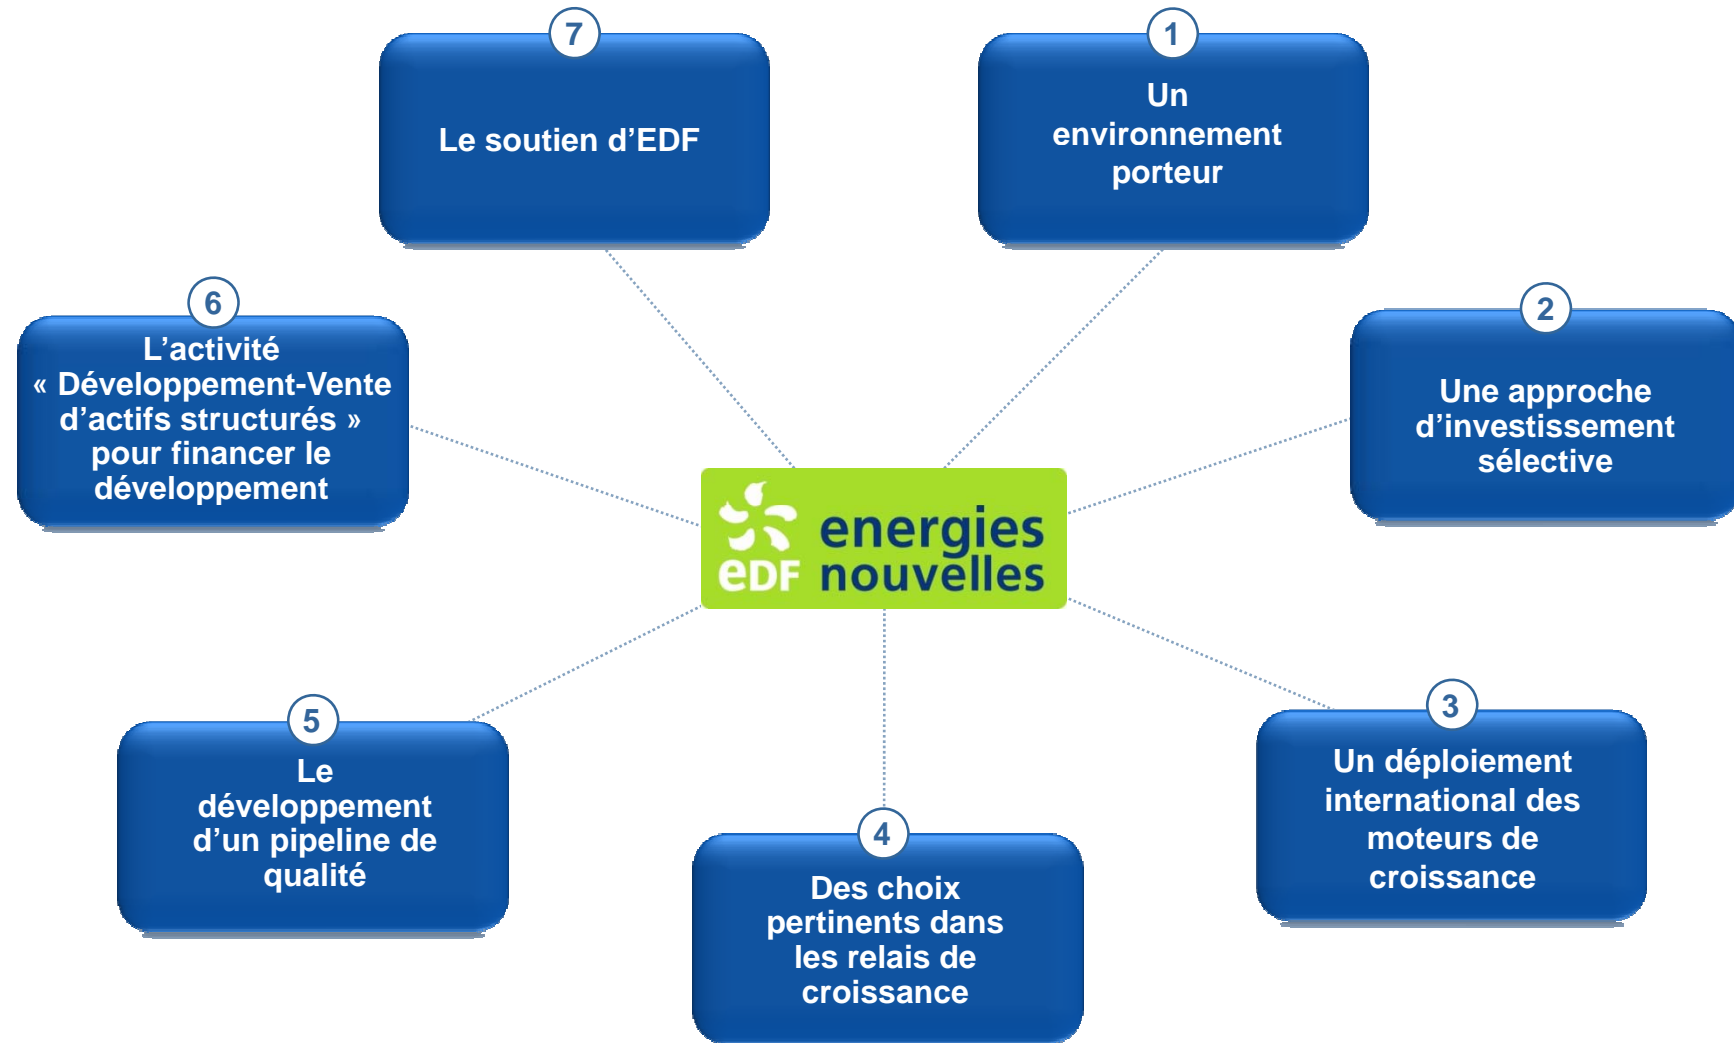 1
Un
environnement
porteur
2
Une approche
d’investissement
sélective
3
Un déploiement
international des
moteurs de
croissance
4
Des choix
pertinents dans
les relais de
croissance
5
Le
développement
d’un pipeline de
qualité
6
L’activité
« Développement-Vente
d’actifs structurés »
pour financer le
développement
7
Le soutien d’EDF
eDF
energies
nouvelles